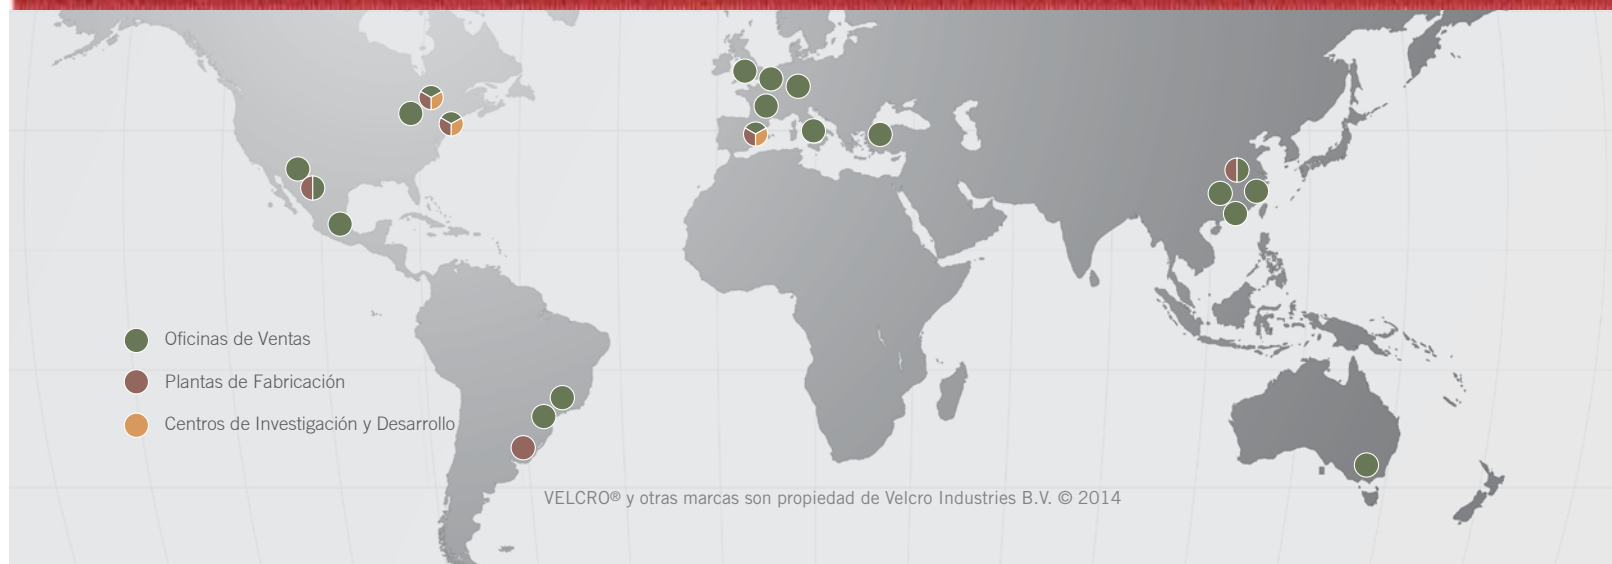 Oficinas de Ventas
Plantas de Fabricación
Centros de Investigación y Desarrollo
VELCRO® y otras marcas son propiedad de Velcro Industries B.V. © 2014